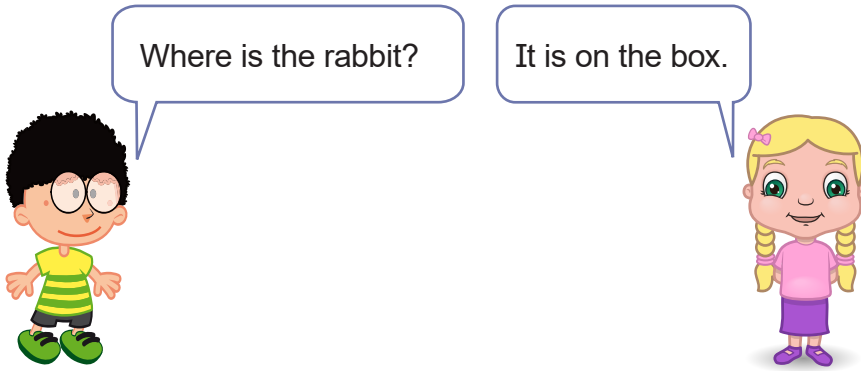 Where is the rabbit?
It is on the box.